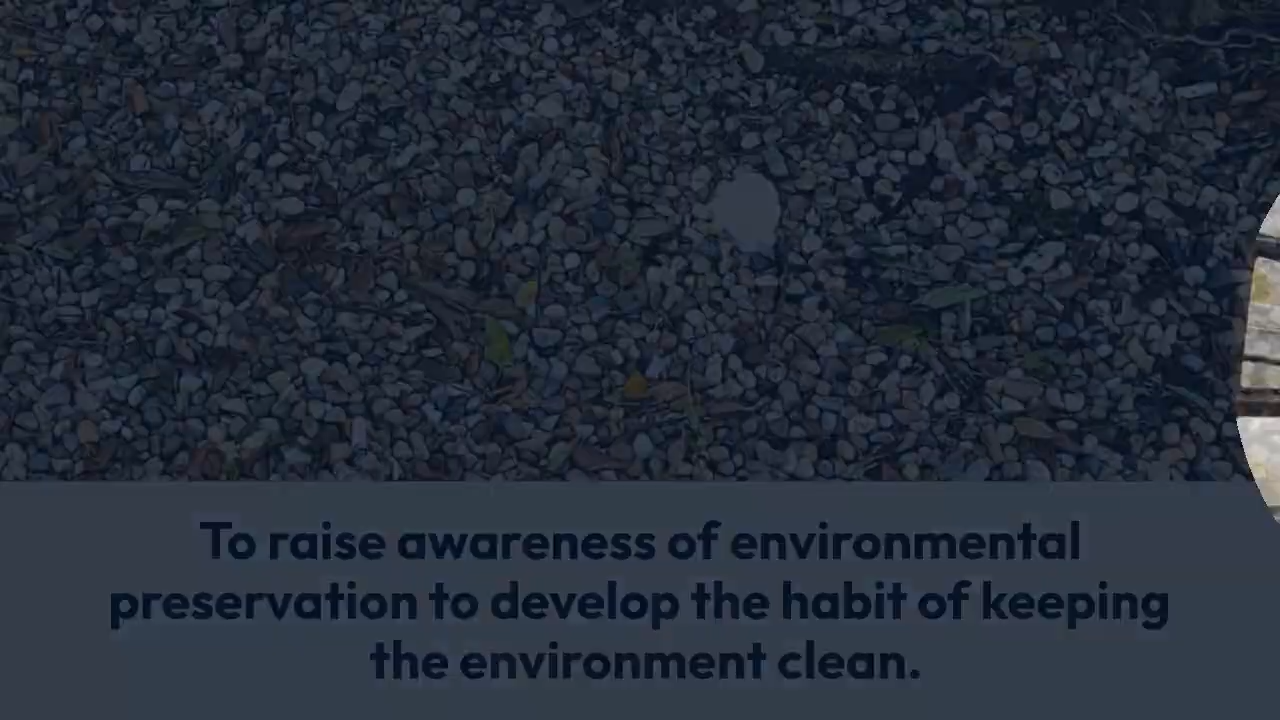 To raise awareness of environmental
preservation to develop the habit of keeping
the environment clean.